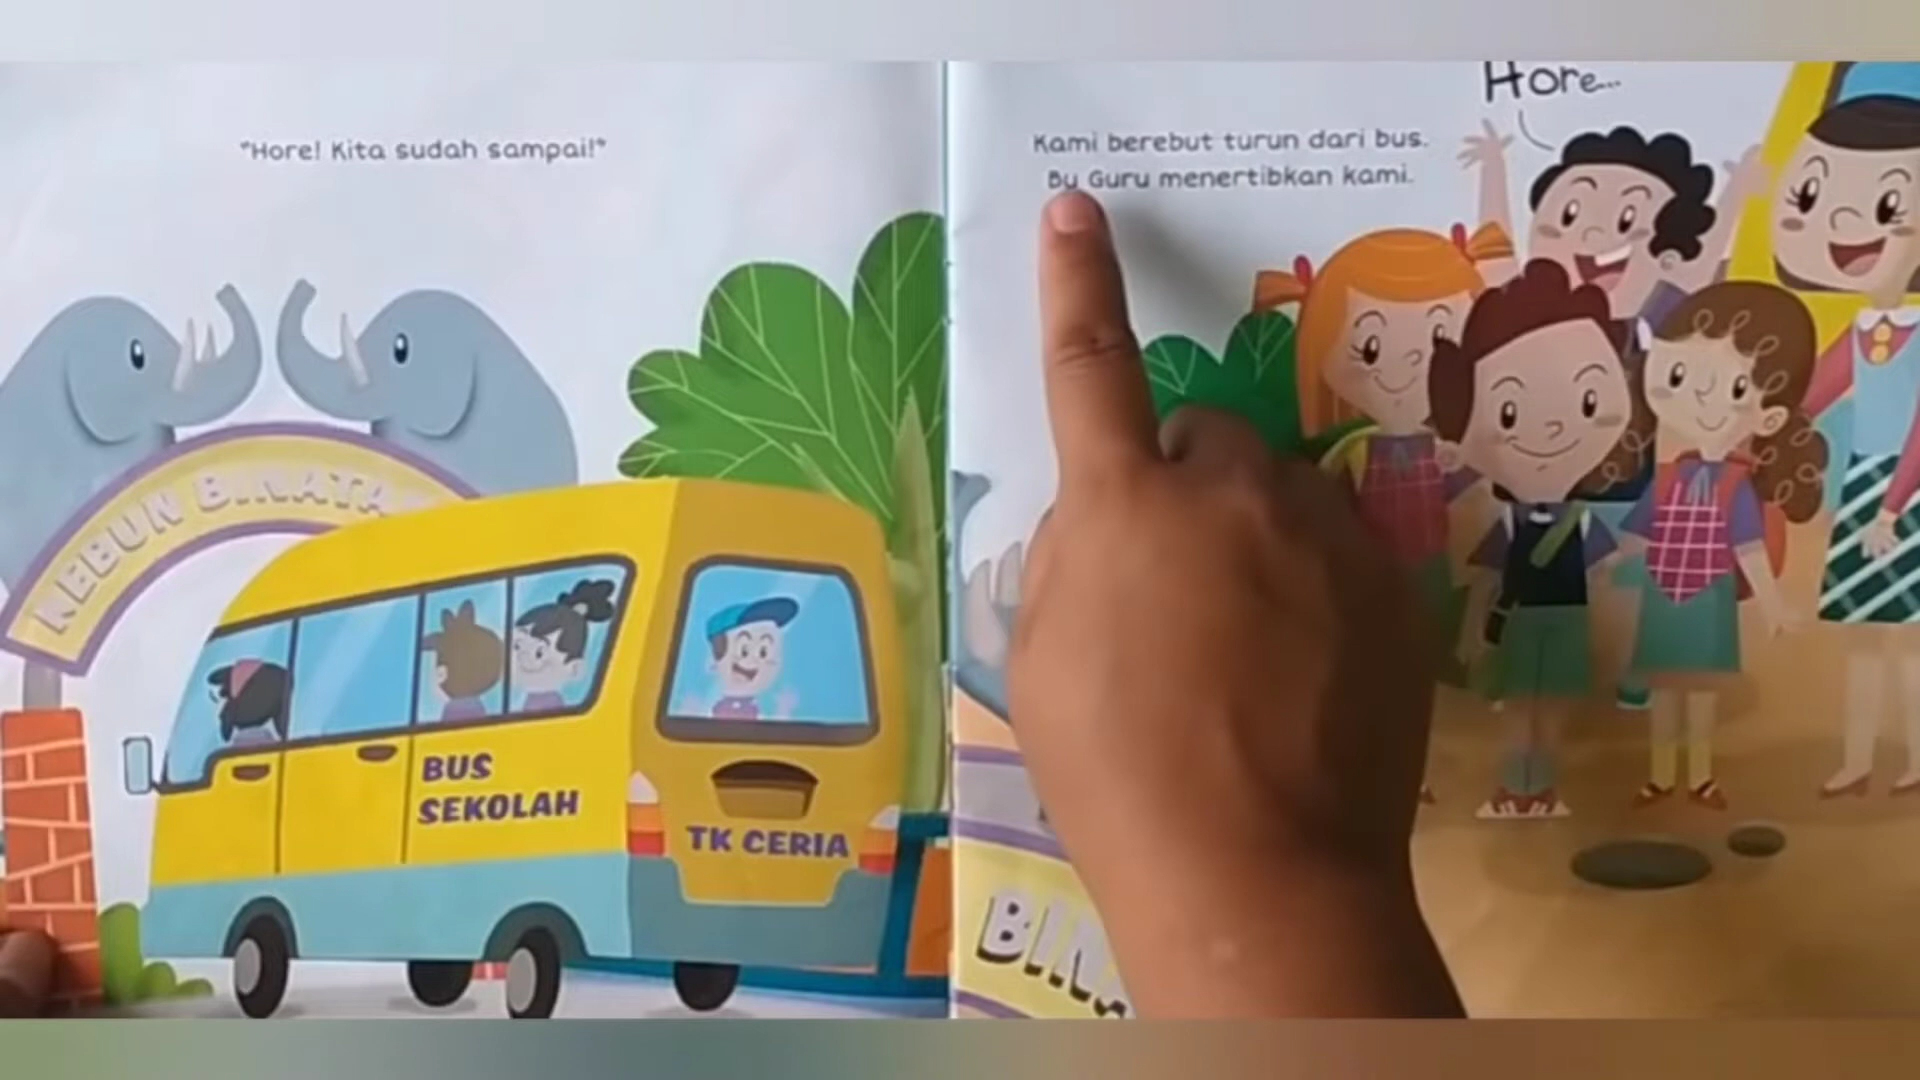 "Hore! Kita sudah sampai!"
KEBUN BINATA
BUS
SEKOLAH
TK CERIA
Hore...
Kami berebut turun dari bus.
Bu Guru menertibkan kami.
BIN